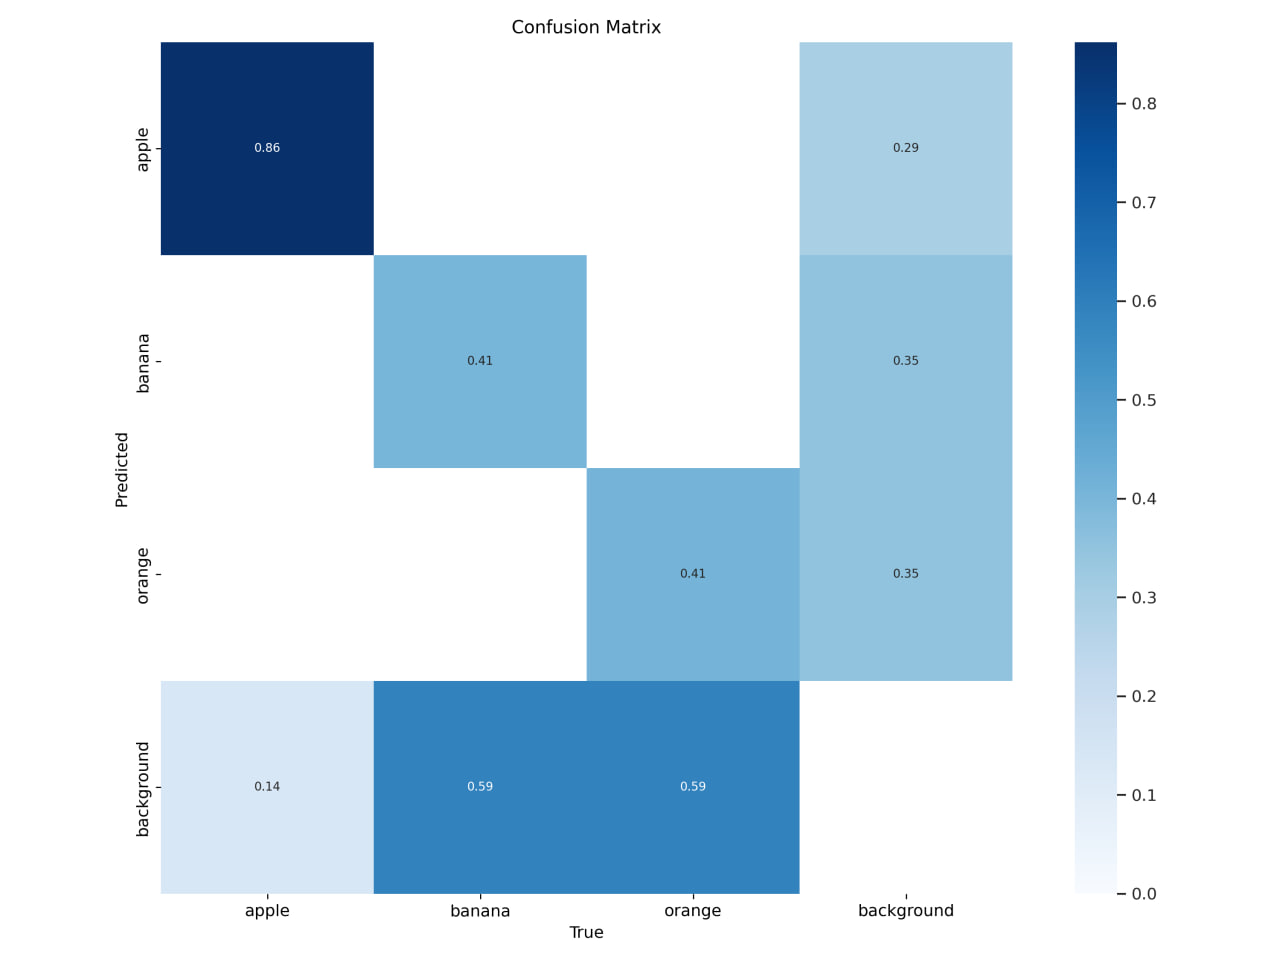 Confusion Matrix
apple
0.86
0.29
banana
0.41
0.35
orange
0.41
0.35
background
0.14
0.59
0.59
Predicted
apple
banana
orange
background
True
0.8
0.7
0.6
0.5
0.4
0.3
0.2
0.1
0.0